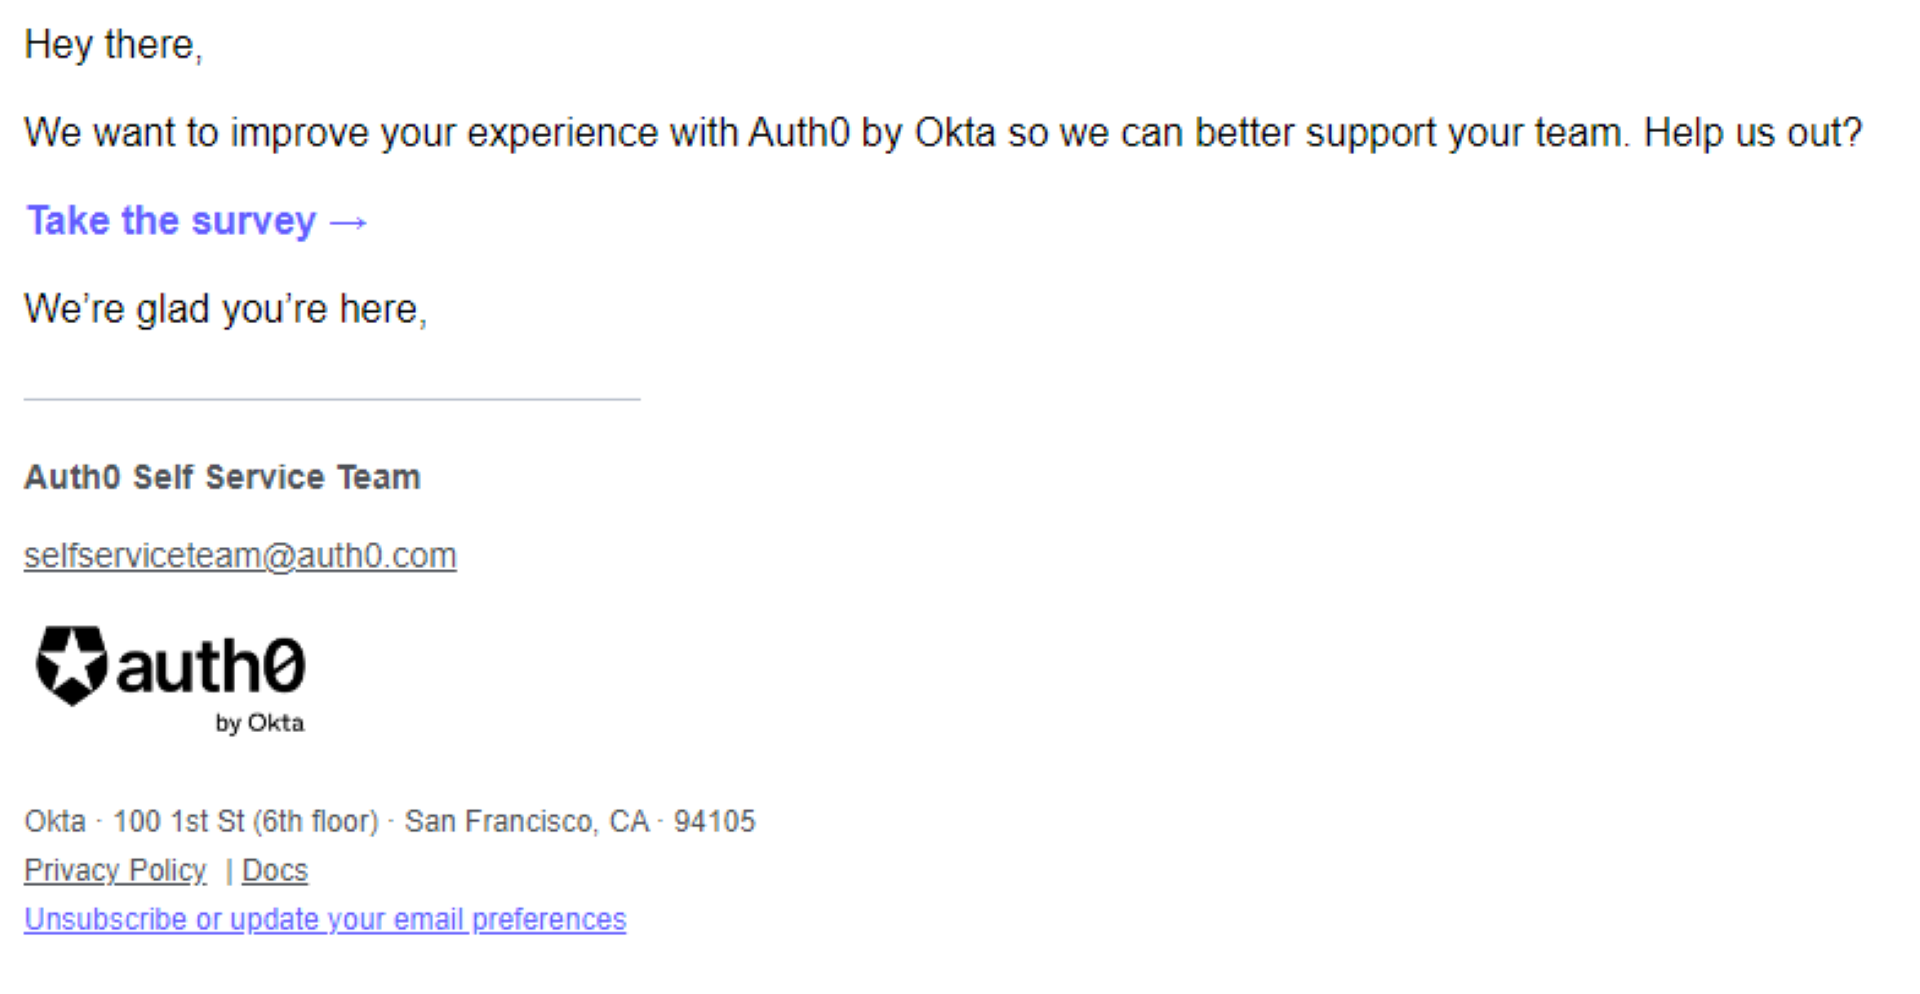 Hey there,
We want to improve your experience with Auth0 by Okta so we can better support your team. Help us out?
Take the survey →
We’re glad you’re here,
Auth0 Self Service Team
selfserviceteam@auth0.com
auth0
by Okta
Okta · 100 1st St (6th floor) · San Francisco, CA · 94105
Privacy Policy | Docs
Unsubscribe or update your email preferences